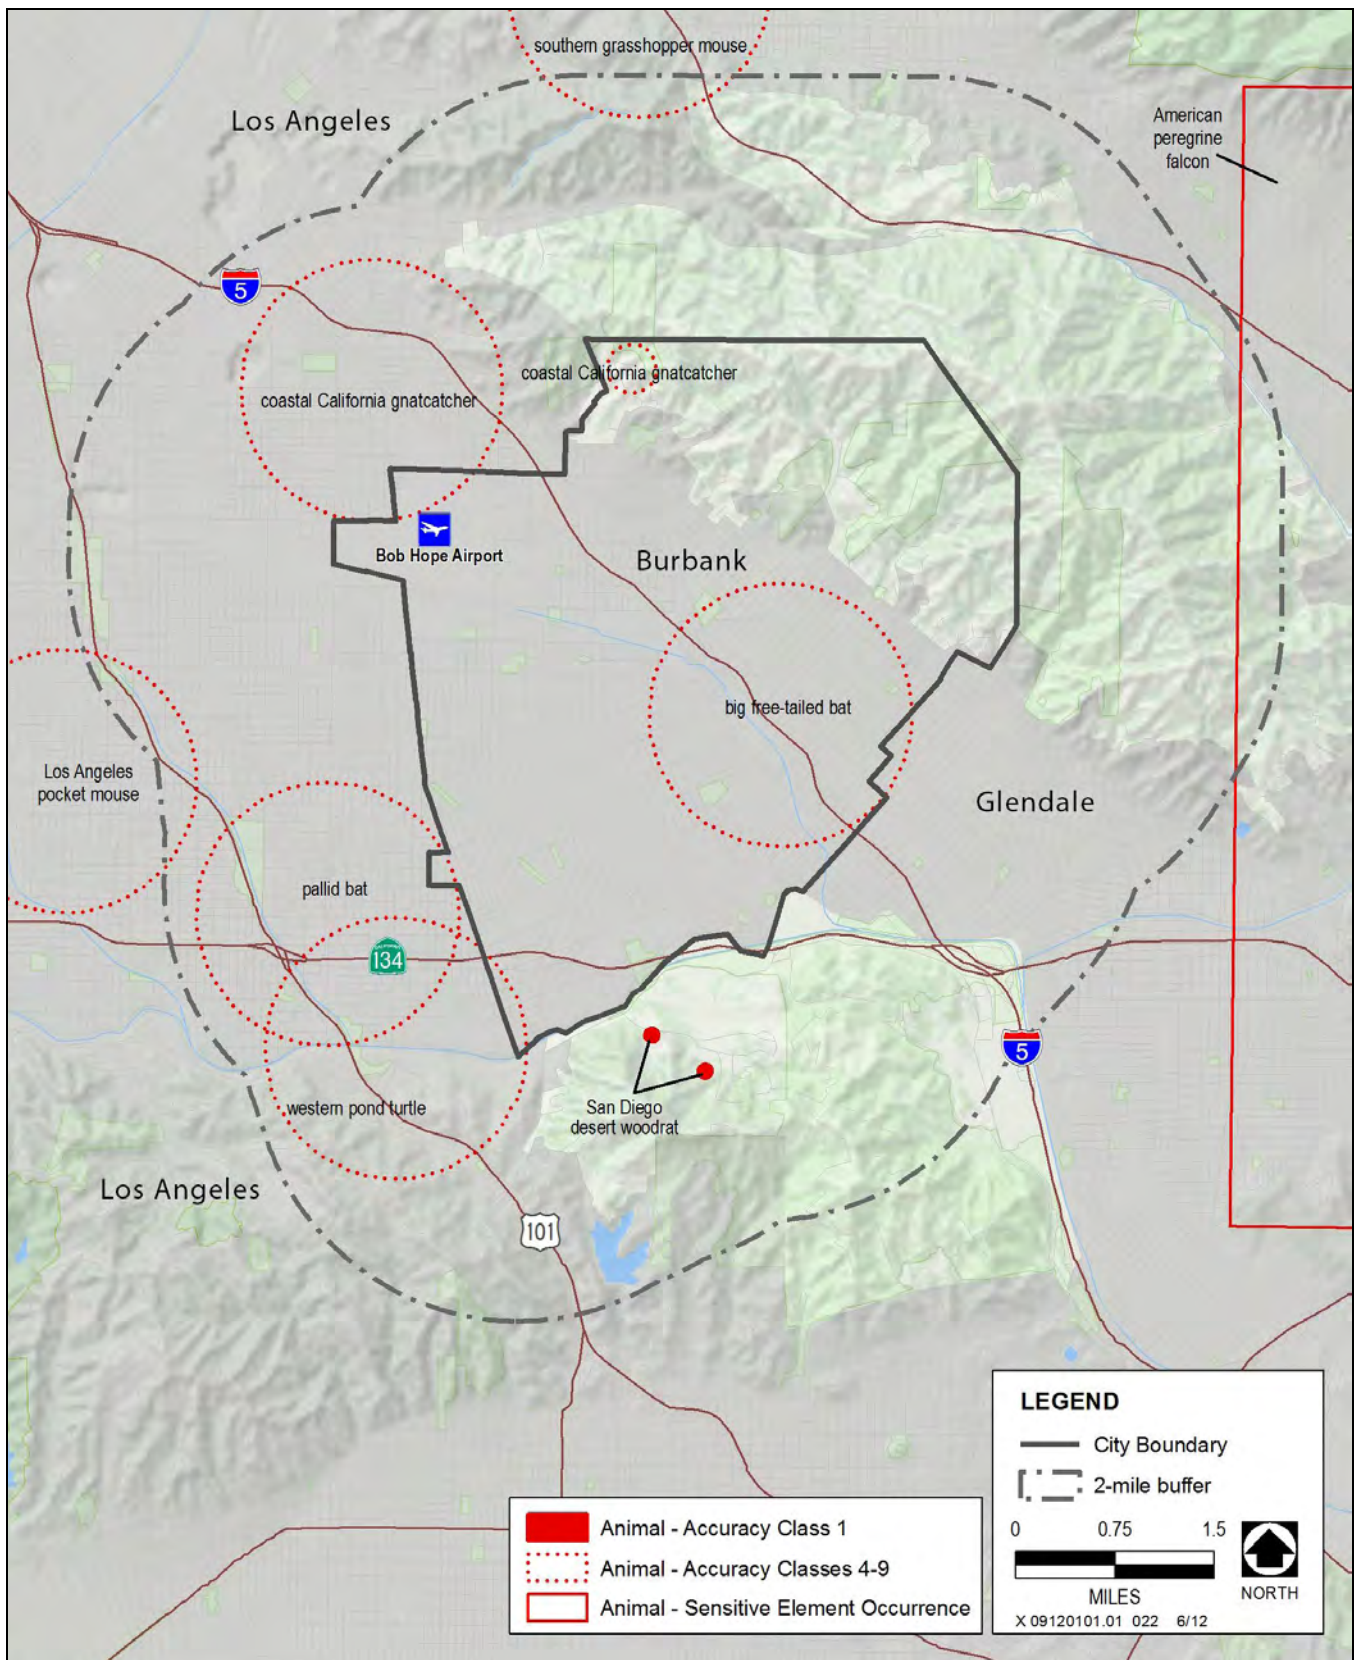 southern grasshopper mouse
Los Angeles
American
peregrine
falcon
5
coastal California gnatcatcher
coastal California gnatcatcher
Bob Hope Airport
Burbank
big free-tailed bat
Los Angeles
pocket mouse
Glendale
pallid bat
CALIFORNIA
134
5
western pond turtle
San Diego
desert woodrat
Los Angeles
101
LEGEND
City Boundary
2-mile buffer
0 0.75 1.5
MILES
NORTH
X 09120101.01 022 6/12
Animal - Accuracy Class 1
Animal - Accuracy Classes 4-9
Animal - Sensitive Element Occurrence